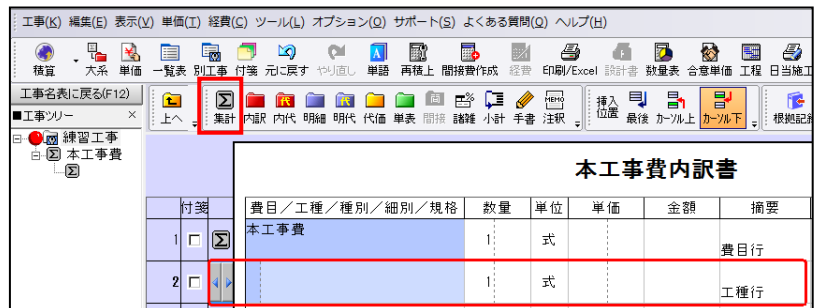 工事(K) 編集(E) 表示(V) 単価(T) 経費(C) ツール(L) オプション(O) サポート(S) よくある質問(Q) ヘルプ(H)
積算 大系 単価 一覧表 別工事 付箋 元に戻す やり直し 単語 再積上 間接費作成 経費 印刷/Excel 設計書 数量表 合意単価 工程 日当施工
工事名表に戻る(F12)
上へ 集計 内訳 内代 明細 明代 代価 単表 間接 諸雑 小計 手書 注釈 挿入位置 最後 カーソル上 カーソル下
■工事ツリー ×
練習工事
本工事費
本工事費内訳書
付箋 費目/工種/種別/細別/規格 数量 単位 単価 金額 摘要
1 本工事費 1 式 費目行
2 1 式 工種行